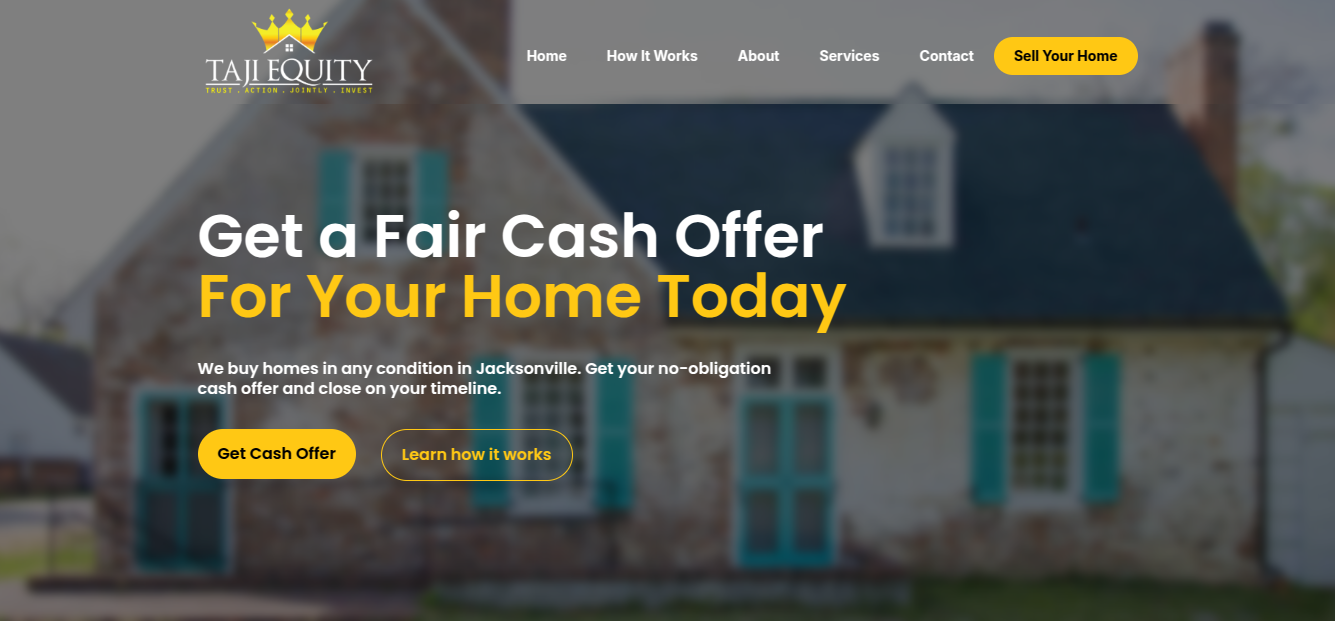 TAJI EQUITY
TRUST . ACTION . JOINTLY . INVEST
Home
How It Works
About
Services
Contact
Sell Your Home
Get a Fair Cash Offer
For Your Home Today
We buy homes in any condition in Jacksonville. Get your no-obligation
cash offer and close on your timeline.
Get Cash Offer
Learn how it works